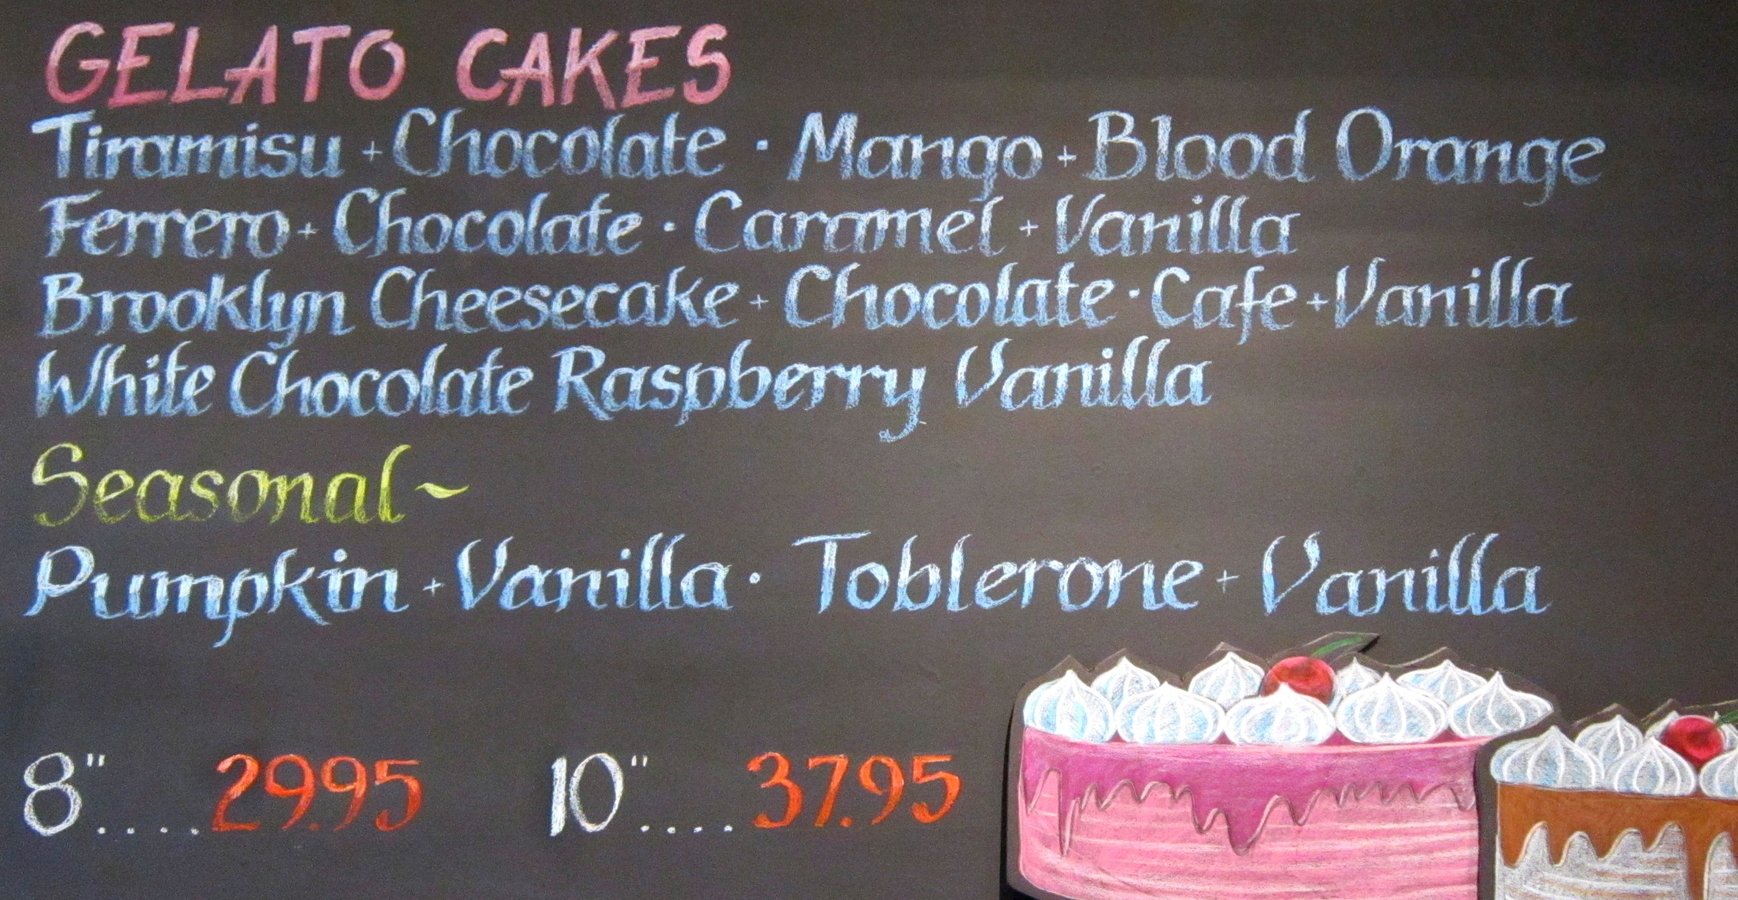 GELATO CAKES
Tiramisu + Chocolate · Mango + Blood Orange
Ferrero + Chocolate · Caramel + Vanilla
Brooklyn Cheesecake + Chocolate · Cafe + Vanilla
White Chocolate Raspberry Vanilla
Seasonal ~
Pumpkin + Vanilla · Toblerone + Vanilla
8".... 29.95 10".... 37.95